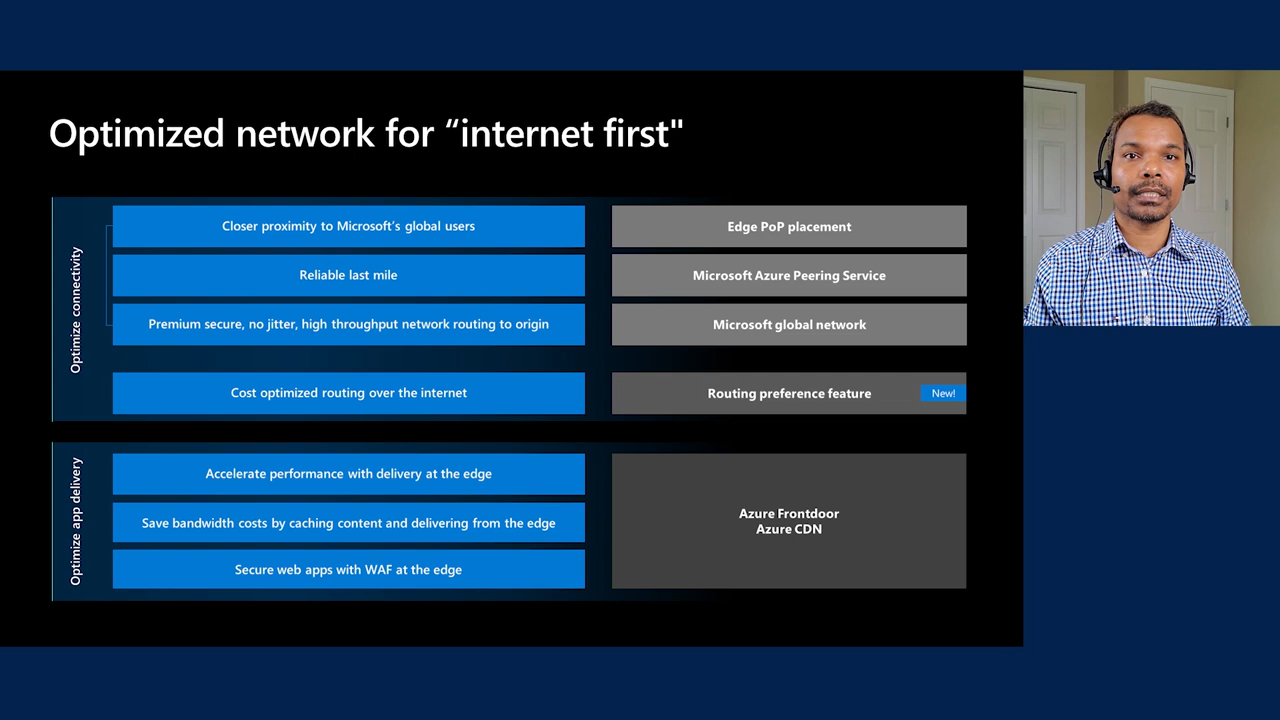 Optimized network for “internet first"
Optimize connectivity
Closer proximity to Microsoft’s global users
Edge PoP placement
Reliable last mile
Microsoft Azure Peering Service
Premium secure, no jitter, high throughput network routing to origin
Microsoft global network
Cost optimized routing over the internet
Routing preference feature
New!
Optimize app delivery
Accelerate performance with delivery at the edge
Save bandwidth costs by caching content and delivering from the edge
Secure web apps with WAF at the edge
Azure Frontdoor
Azure CDN